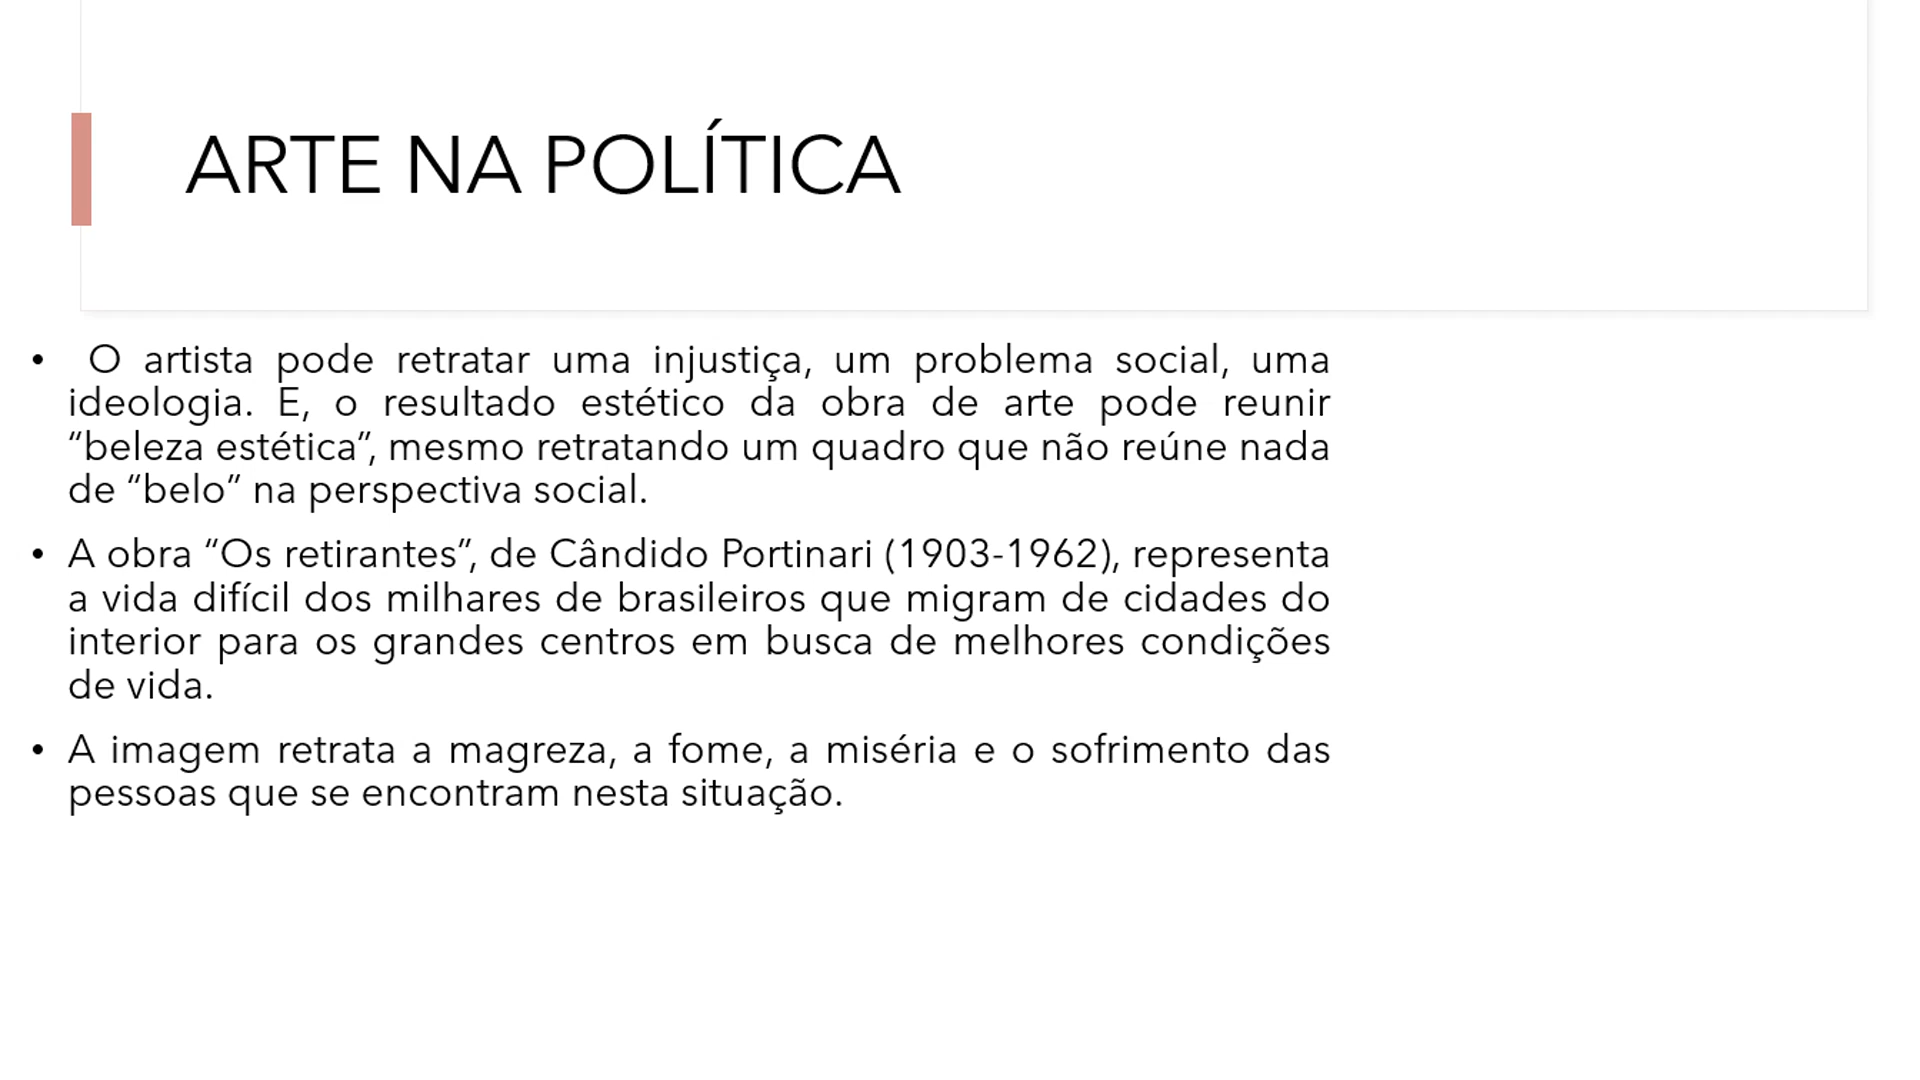 ARTE NA POLÍTICA
• O artista pode retratar uma injustiça, um problema social, uma
ideologia. E, o resultado estético da obra de arte pode reunir
“beleza estética”, mesmo retratando um quadro que não reúne nada
de “belo” na perspectiva social.
• A obra “Os retirantes”, de Cândido Portinari (1903-1962), representa
a vida difícil dos milhares de brasileiros que migram de cidades do
interior para os grandes centros em busca de melhores condições
de vida.
• A imagem retrata a magreza, a fome, a miséria e o sofrimento das
pessoas que se encontram nesta situação.